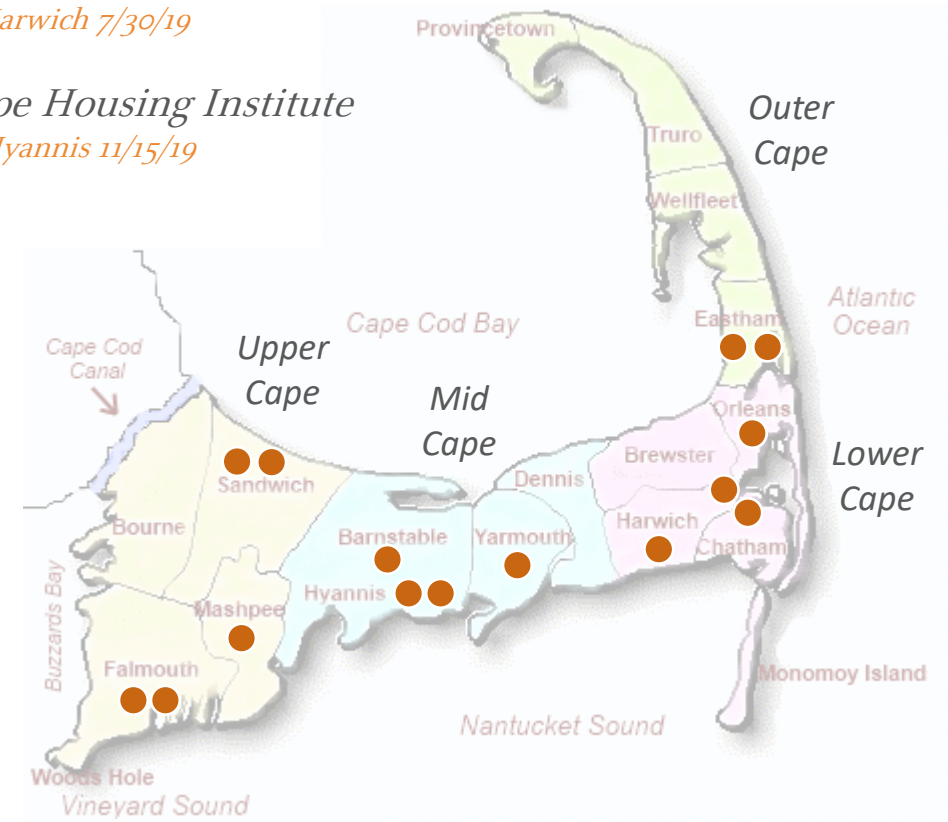 arwich 7/30/19
pe Housing Institute
yannis 11/15/19
Provincetown
Outer
Cape
Truro
Wellfleet
Atlantic
Ocean
Eastham
Cape Cod Bay
Cape Cod
Canal
Upper
Cape
Mid
Cape
Orleans
Lower
Cape
Brewster
Dennis
Sandwich
Bourne
Harwich
Chatham
Barnstable
Yarmouth
Hyannis
Mashpee
Buzzards Bay
Falmouth
Monomoy Island
Nantucket Sound
Woods Hole
Vineyard Sound